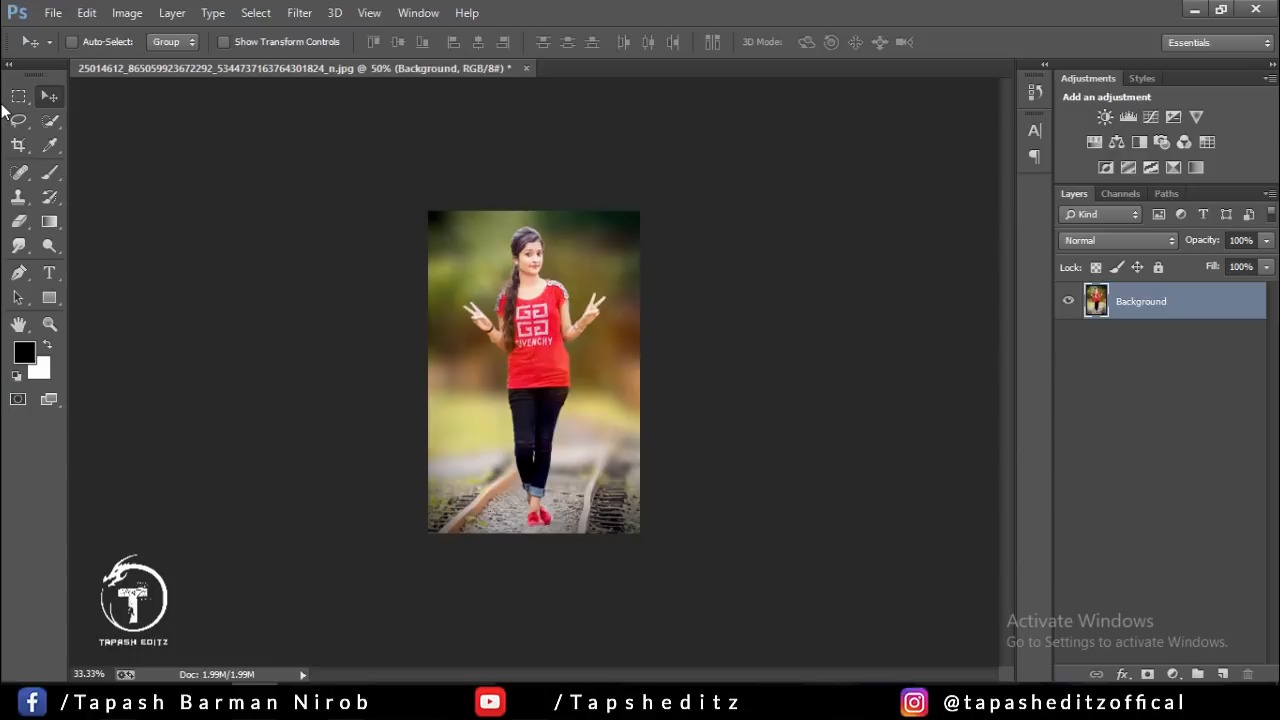 Ps File Edit Image Layer Type Select Filter 3D View Window Help
Auto-Select: Group Show Transform Controls 3D Mode: Essentials
25014612_865059923672292_5344737163764301824_n.jpg @ 50% (Background, RGB/8#) * ×
Adjustments Styles
Add an adjustment
Layers Channels Paths
Kind
Normal Opacity: 100%
Lock: Fill: 100%
Background
GIVENCHY
T
TAPASH EDITZ
Activate Windows
Go to Settings to activate Windows.
33.33% Doc: 1.99M/1.99M
/Tapash Barman Nirob /Tapsheditz @tapasheditzoffical